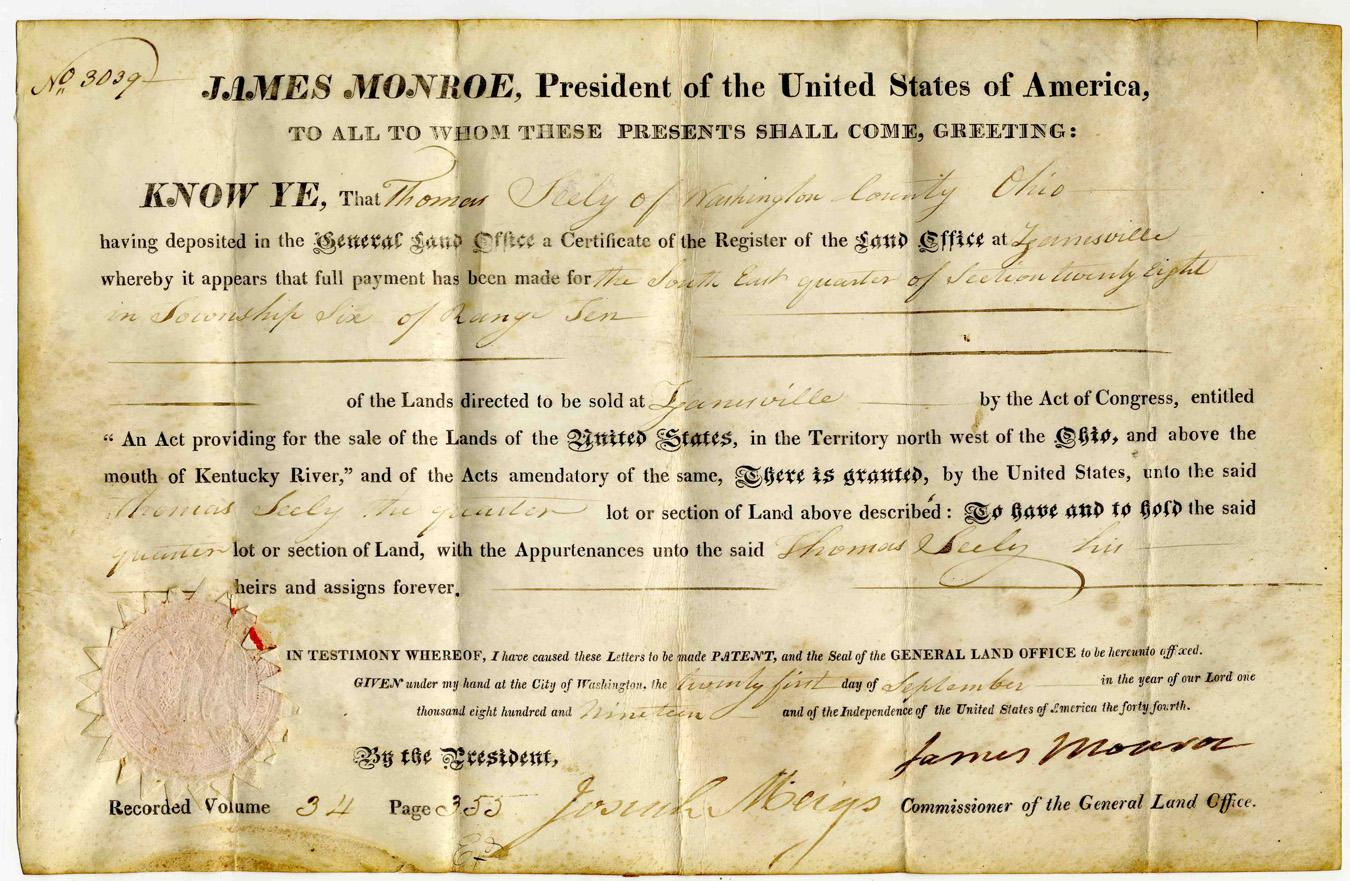 No 3039
JAMES MONROE, President of the United States of America,
TO ALL TO WHOM THESE PRESENTS SHALL COME, GREETING:
KNOW YE, That Thomas Seely of Washington County Ohio
having deposited in the General Land Office a Certificate of the Register of the Land Office at Zanesville
whereby it appears that full payment has been made for the South East quarter of Section twenty Eight
in Township Six of Range Ten
of the Lands directed to be sold at Zanesville by the Act of Congress, entitled
“ An Act providing for the sale of the Lands of the United States, in the Territory north west of the Ohio, and above the
mouth of Kentucky River,” and of the Acts amendatory of the same, There is granted, by the United States, unto the said
Thomas Seely the quarter lot or section of Land above described: To have and to hold the said
quarter lot or section of Land, with the Appurtenances unto the said Thomas Seely his
heirs and assigns forever.
IN TESTIMONY WHEREOF, I have caused these Letters to be made PATENT, and the Seal of the GENERAL LAND OFFICE to be hereunto affixed.
GIVEN under my hand at the City of Washington, the twenty first day of September in the year of our Lord one
thousand eight hundred and nineteen and of the Independence of the United States of America the forty fourth.
James Monroe
By the President,
Recorded Volume 34 Page 355 Josiah Meigs Commissioner of the General Land Office.